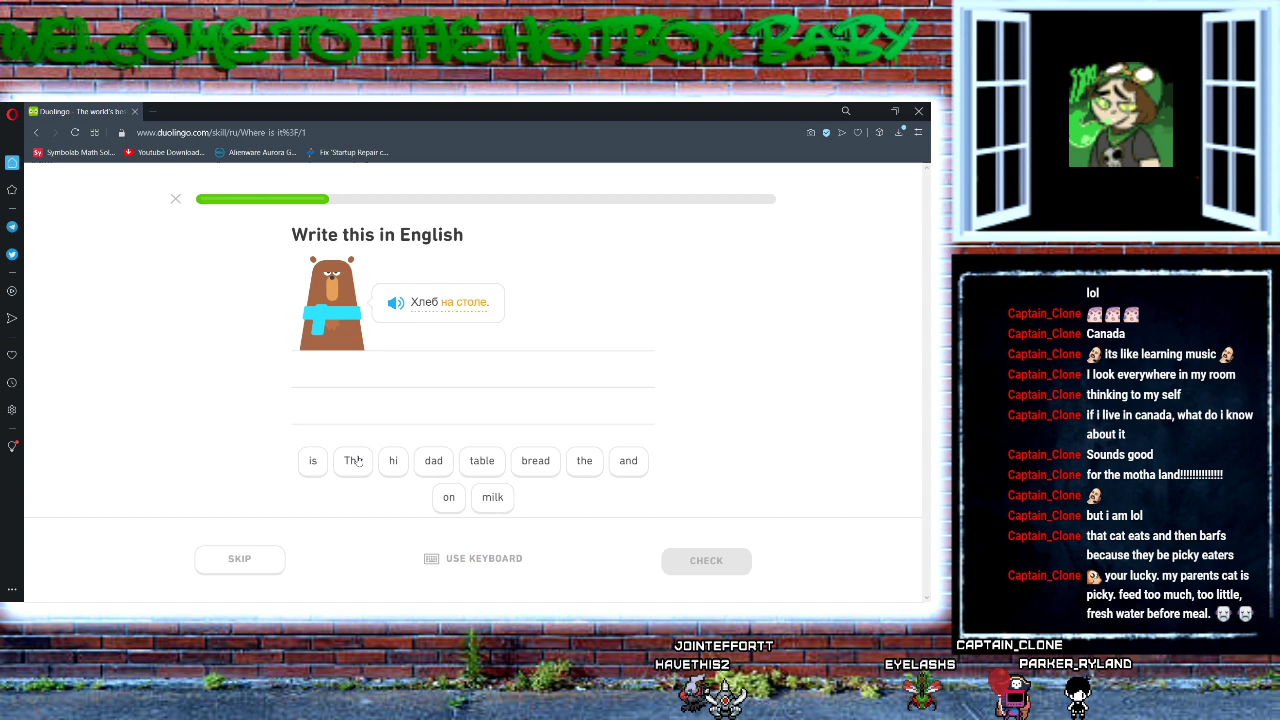 WELCOME TO THE HOTBOX BABY
Duolingo - The world's be
www.duolingo.com/skill/ru/Where-is-it%3F/1
Symbolab Math Sol...
Youtube Download...
Alienware Aurora G...
Fix 'Startup Repair c...
Write this in English
Хлеб на столе.
is
hi
dad
table
bread
the
and
on
milk
SKIP
USE KEYBOARD
CHECK
lol
Captain_Clone
Captain_Clone Canada
Captain_Clone its like learning music
Captain_Clone I look everywhere in my room
Captain_Clone thinking to my self
Captain_Clone if i live in canada, what do i know
about it
Captain_Clone Sounds good
Captain_Clone for the motha land!!!!!!!!!!!!!!
Captain_Clone
Captain_Clone but i am lol
Captain_Clone that cat eats and then barfs
because they be picky eaters
Captain_Clone your lucky. my parents cat is
picky. feed too much, too little,
fresh water before meal.
JOINTEFFORTT
CAPTAIN_CLONE
HAVETHIS2
EYELASHS
PARKER_RYLAND